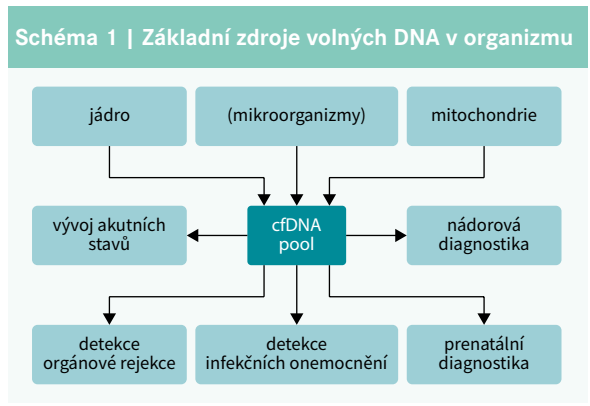 Schéma 1 | Základní zdroje volných DNA v organizmu
jádro
(mikroorganizmy)
mitochondrie
vývoj akutních
stavů
cfDNA
pool
nádorová
diagnostika
detekce
orgánové rejekce
detekce
infekčních onemocnění
prenatální
diagnostika